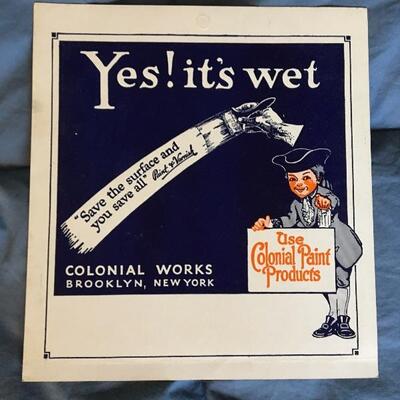 Yes! it's wet
"Save the surface and
you save all" Paint & Varnish
COLONIAL WORKS
BROOKLYN, NEW YORK
Use
Colonial Paint
Products